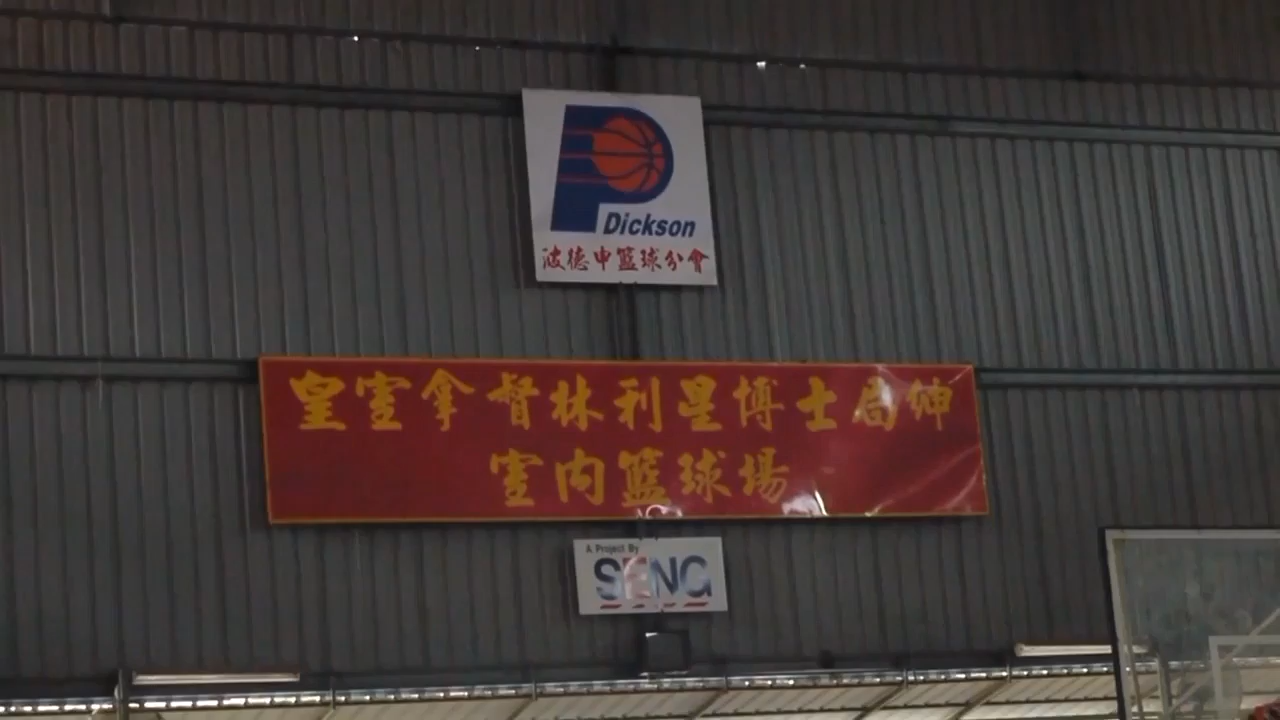 Dickson
波德申籃球分會
皇室拿督林利星博士局紳
室內籃球場
A Project By
SENG